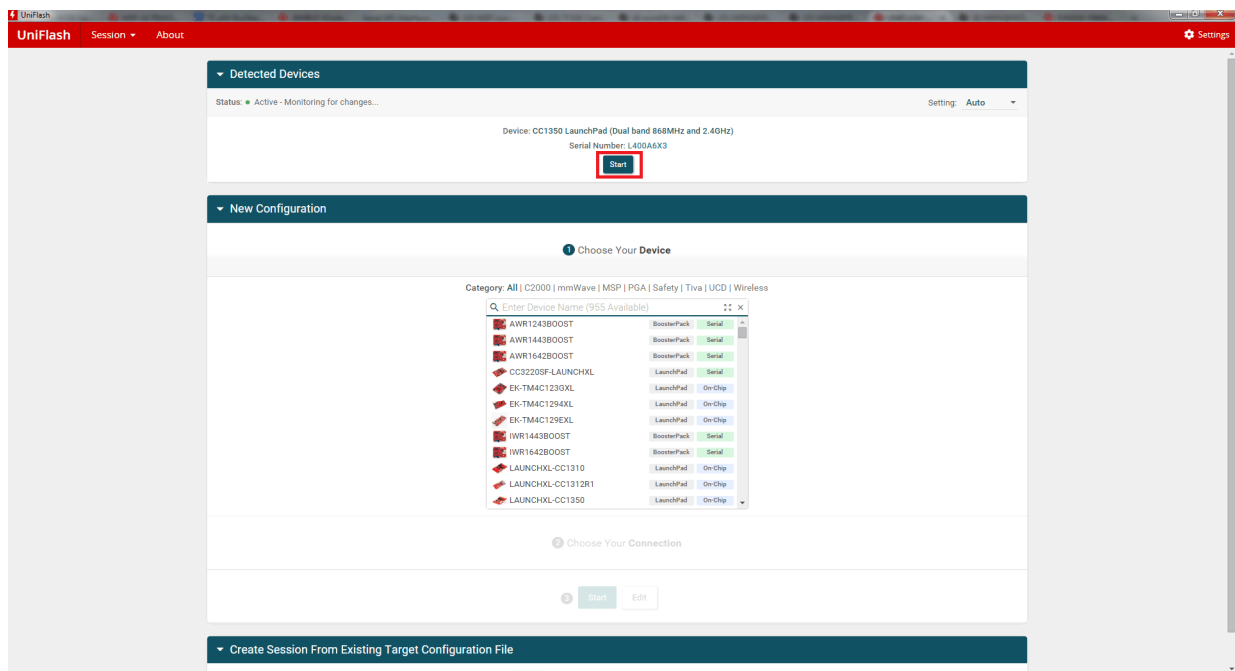 UniFlash
UniFlash Session About Settings
Detected Devices
Status: Active - Monitoring for changes... Setting: Auto
Device: CC1350 LaunchPad (Dual band 868MHz and 2.4GHz)
Serial Number: L400A6X3
Start
New Configuration
1 Choose Your Device
Category: All | C2000 | mmWave | MSP | PGA | Safety | Tiva | UCD | Wireless
Enter Device Name (955 Available)
AWR1243BOOST BoosterPack Serial
AWR1443BOOST BoosterPack Serial
AWR1642BOOST BoosterPack Serial
CC3220SF-LAUNCHXL LaunchPad Serial
EK-TM4C123GXL LaunchPad On-Chip
EK-TM4C1294XL LaunchPad On-Chip
EK-TM4C129EXL LaunchPad On-Chip
IWR1443BOOST BoosterPack Serial
IWR1642BOOST BoosterPack Serial
LAUNCHXL-CC1310 LaunchPad On-Chip
LAUNCHXL-CC1312R1 LaunchPad On-Chip
LAUNCHXL-CC1350 LaunchPad On-Chip
2 Choose Your Connection
3 Start Edit
Create Session From Existing Target Configuration File